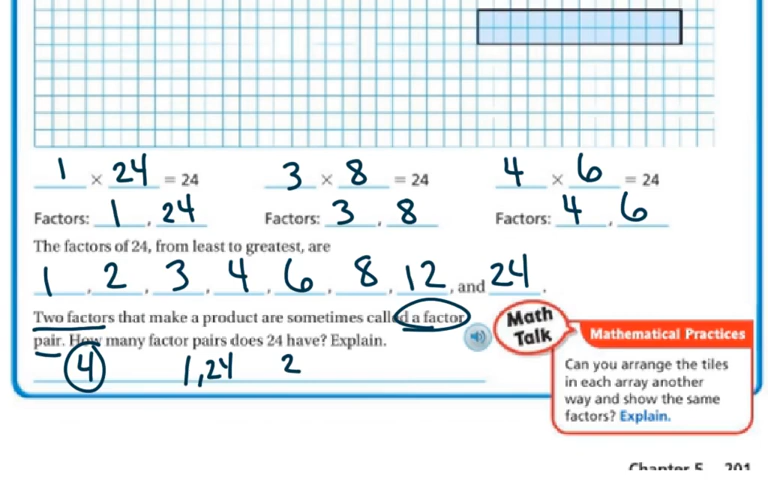 1 × 24 = 24 3 × 8 = 24 4 × 6 = 24
Factors: 1, 24 Factors: 3, 8 Factors: 4, 6
The factors of 24, from least to greatest, are
1, 2, 3, 4, 6, 8, 12, and 24.
Two factors that make a product are sometimes called a factor
pair. How many factor pairs does 24 have? Explain.
4 1,24 2
Math
Talk
Mathematical Practices
Can you arrange the tiles
in each array another
way and show the same
factors? Explain.
Chapter 5 201